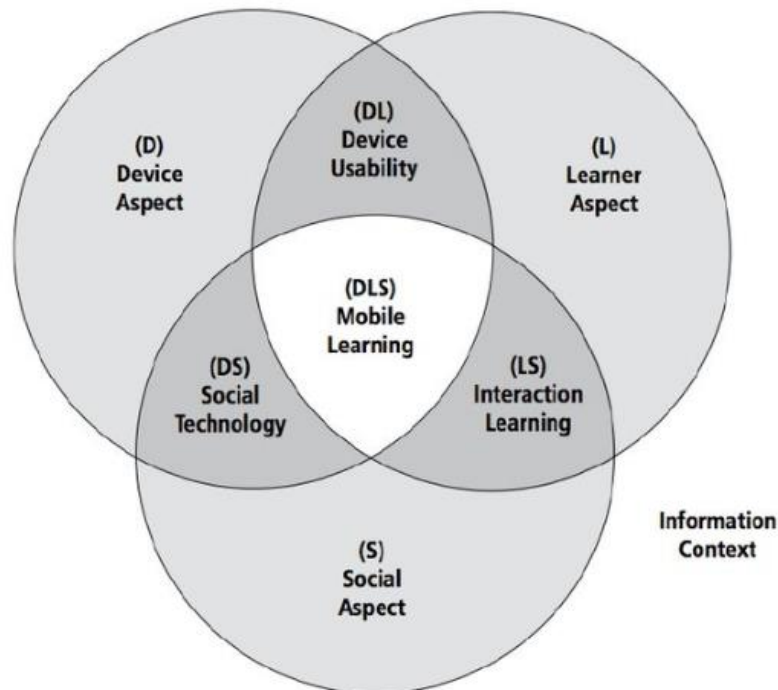 (DL)
Device
Usability
(D)
Device
Aspect
(L)
Learner
Aspect
(DLS)
Mobile
Learning
(DS)
Social
Technology
(LS)
Interaction
Learning
Information
Context
(S)
Social
Aspect